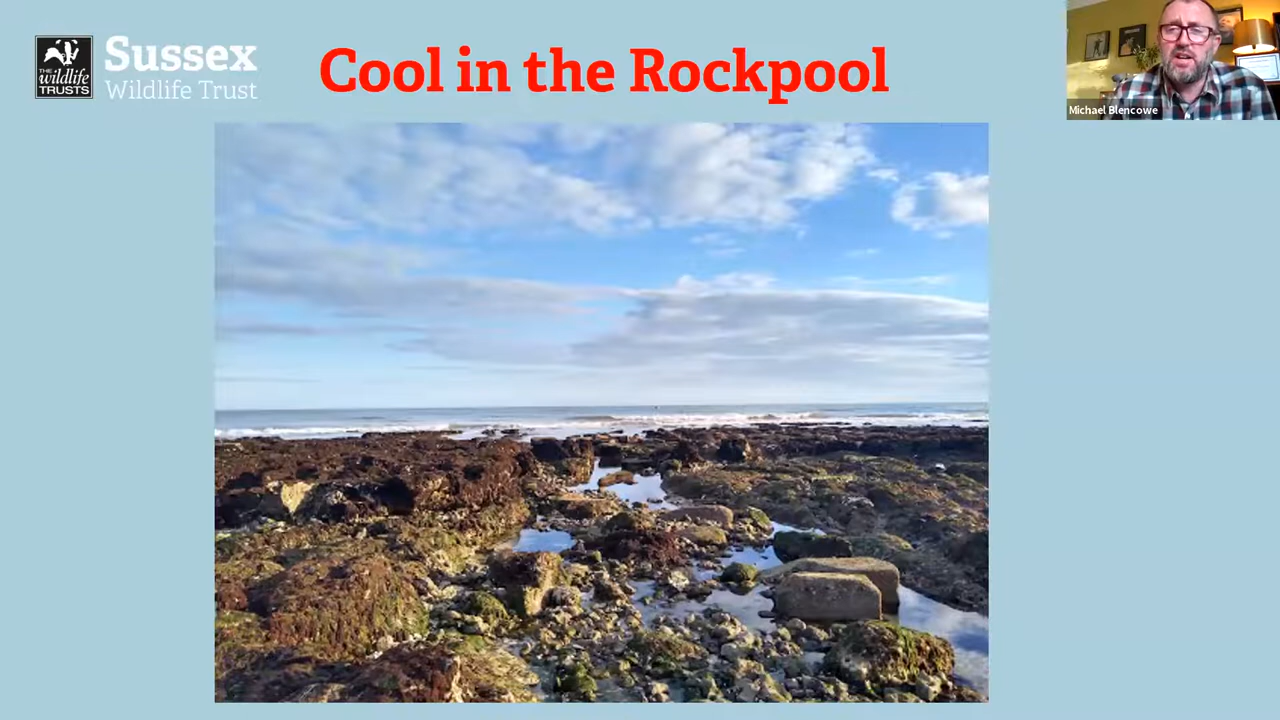 THE
wildlife
TRUSTS
Sussex
Wildlife Trust
Cool in the Rockpool
Michael Blencowe